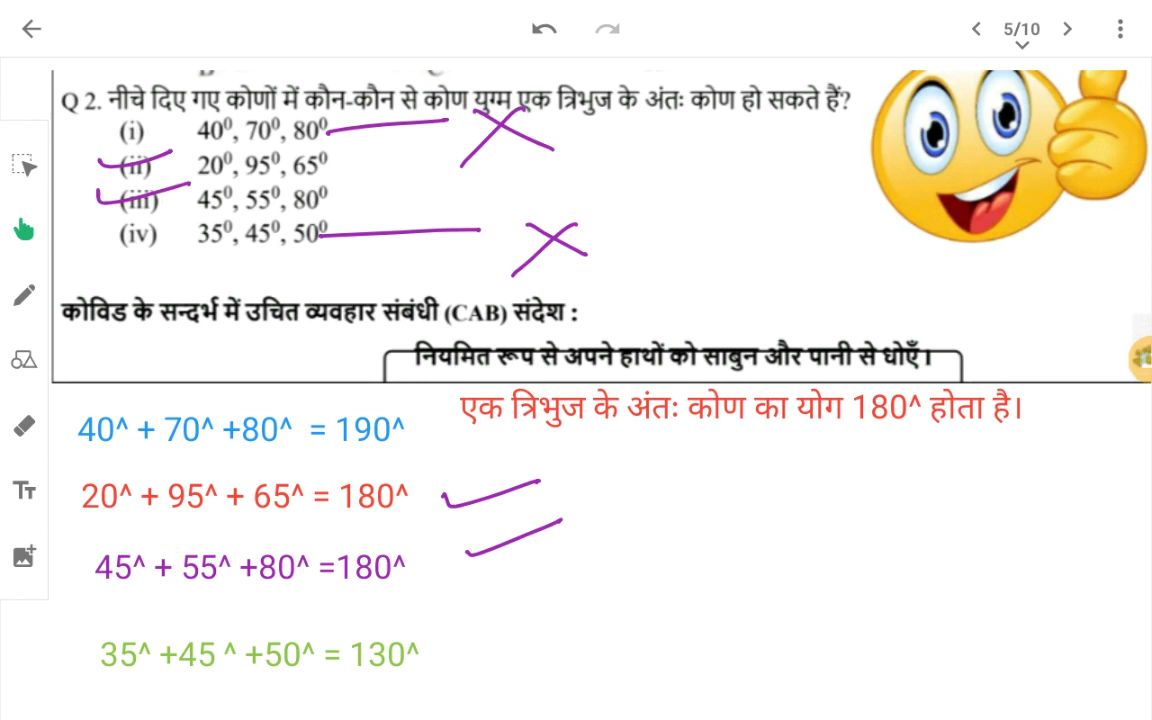 5/10
Q 2. नीचे दिए गए कोणों में कौन-कौन से कोण युग्म एक त्रिभुज के अंतः कोण हो सकते हैं?
(i) 40⁰, 70⁰, 80⁰
(ii) 20⁰, 95⁰, 65⁰
(iii) 45⁰, 55⁰, 80⁰
(iv) 35⁰, 45⁰, 50⁰
कोविड के सन्दर्भ में उचित व्यवहार संबंधी (CAB) संदेश :
नियमित रूप से अपने हाथों को साबुन और पानी से धोएँ।
एक त्रिभुज के अंतः कोण का योग 180^ होता है।
40^ + 70^ +80^ = 190^
20^ + 95^ + 65^ = 180^
45^ + 55^ +80^ =180^
35^ +45 ^ +50^ = 130^
Tт